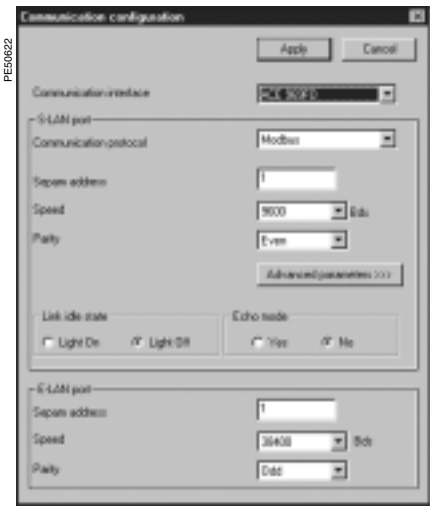 Communication configuration
PE50622
Apply Cancel
Communication interface ACE 969FO
S-LAN port
Communication protocol Modbus
Sepam address 1
Speed 9600 Bds
Parity Even
Advanced parameters >>>
Link idle state Echo mode
Light On Light Off Yes No
E-LAN port
Sepam address 1
Speed 38400 Bds
Parity Odd